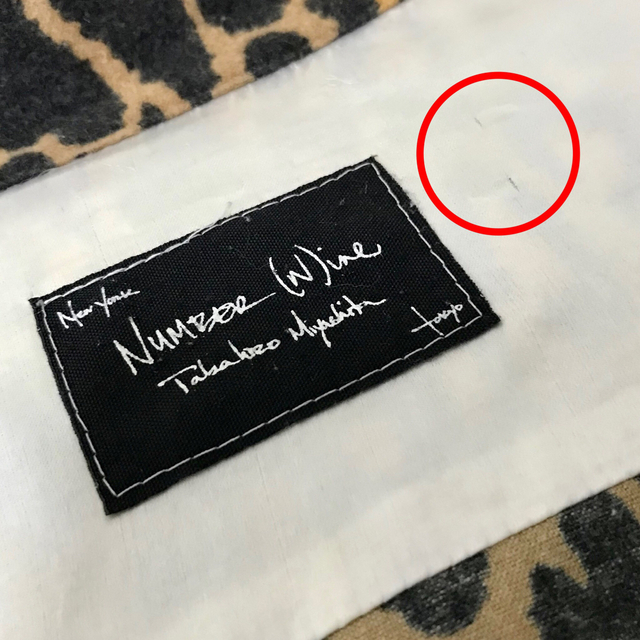 New York
NUMBER (N)ine
Takahiro Miyashita
tokyo